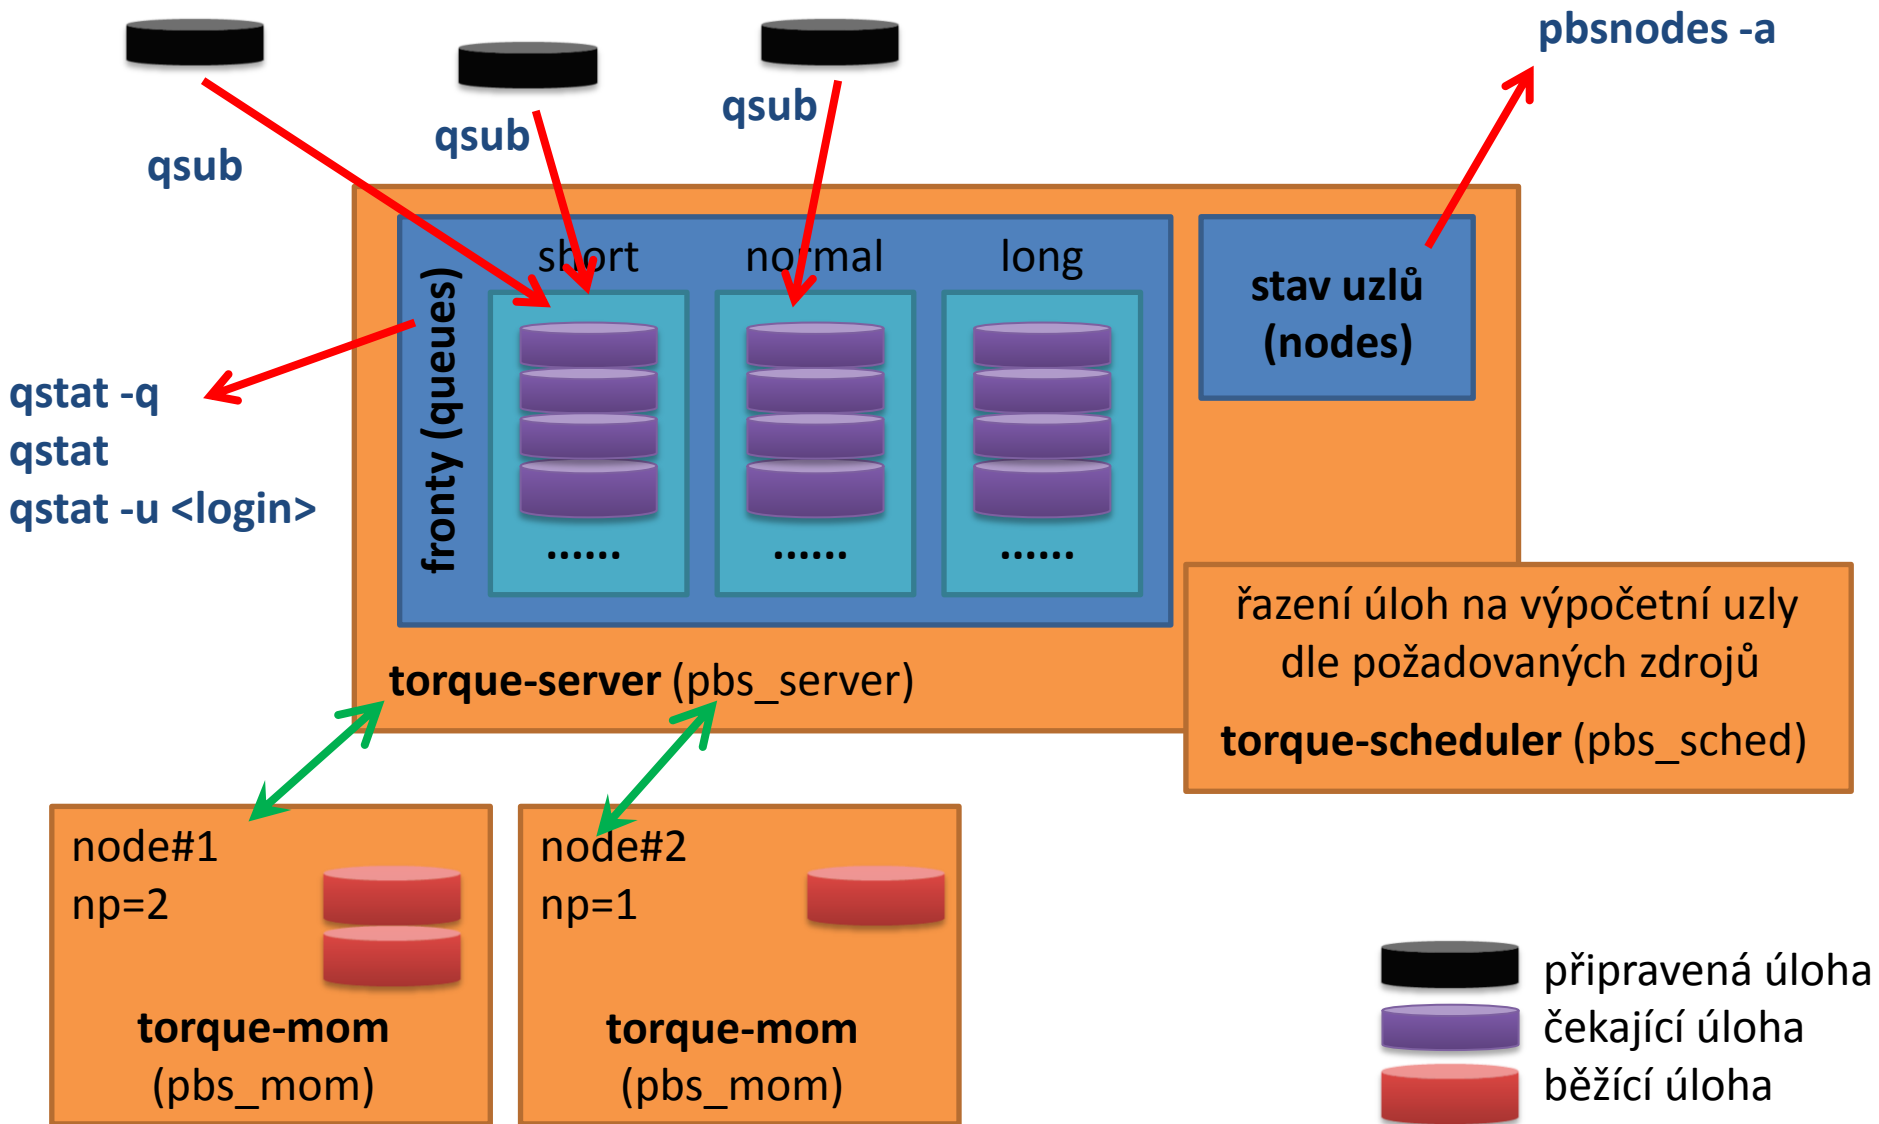 pbsnodes -a
qsub
qsub
qsub
short
normal
long
fronty (queues)
......
......
......
stav uzlů
(nodes)
qstat -q
qstat
qstat -u <login>
řazení úloh na výpočetní uzly
dle požadovaných zdrojů
torque-scheduler (pbs_sched)
torque-server (pbs_server)
node#1
np=2
torque-mom
(pbs_mom)
node#2
np=1
torque-mom
(pbs_mom)
připravená úloha
čekající úloha
běžící úloha